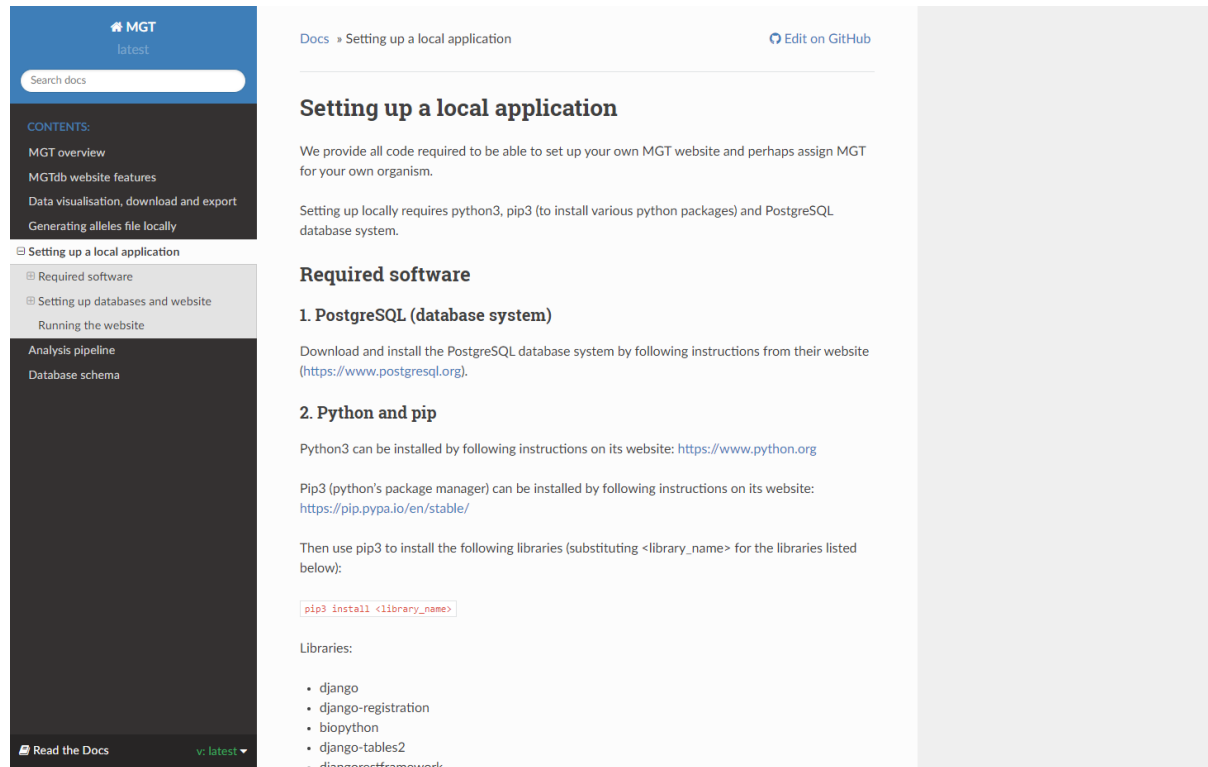 MGT
latest
Search docs
CONTENTS:
MGT overview
MGTdb website features
Data visualisation, download and export
Generating alleles file locally
Setting up a local application
Required software
Setting up databases and website
Running the website
Analysis pipeline
Database schema
Read the Docs
v: latest
Docs » Setting up a local application
Edit on GitHub
Setting up a local application
We provide all code required to be able to set up your own MGT website and perhaps assign MGT
for your own organism.
Setting up locally requires python3, pip3 (to install various python packages) and PostgreSQL
database system.
Required software
1. PostgreSQL (database system)
Download and install the PostgreSQL database system by following instructions from their website
(https://www.postgresql.org).
2. Python and pip
Python3 can be installed by following instructions on its website: https://www.python.org
Pip3 (python's package manager) can be installed by following instructions on its website:
https://pip.pypa.io/en/stable/
Then use pip3 to install the following libraries (substituting <library_name> for the libraries listed
below):
pip3 install <library_name>
Libraries:
• django
• django-registration
• biopython
• django-tables2
• djangorestframework